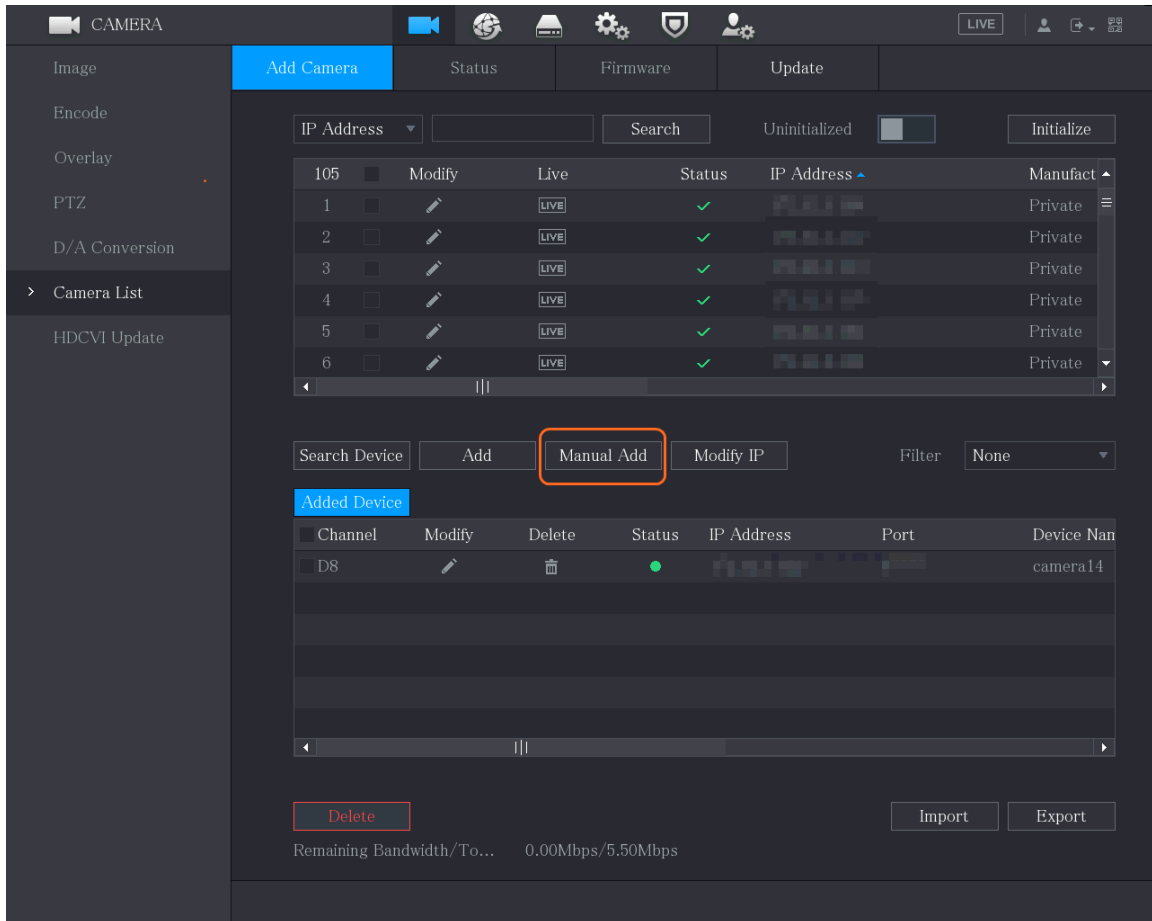 CAMERA LIVE
Image
Encode
Overlay
PTZ
D/A Conversion
Camera List
HDCVI Update
Add Camera Status Firmware Update
IP Address Search Uninitialized Initialize
105 Modify Live Status IP Address Manufact
1 LIVE Private
2 LIVE Private
3 LIVE Private
4 LIVE Private
5 LIVE Private
6 LIVE Private
Search Device Add Manual Add Modify IP Filter None
Added Device
Channel Modify Delete Status IP Address Port Device Nam
D8 camera14
Delete Import Export
Remaining Bandwidth/To... 0.00Mbps/5.50Mbps